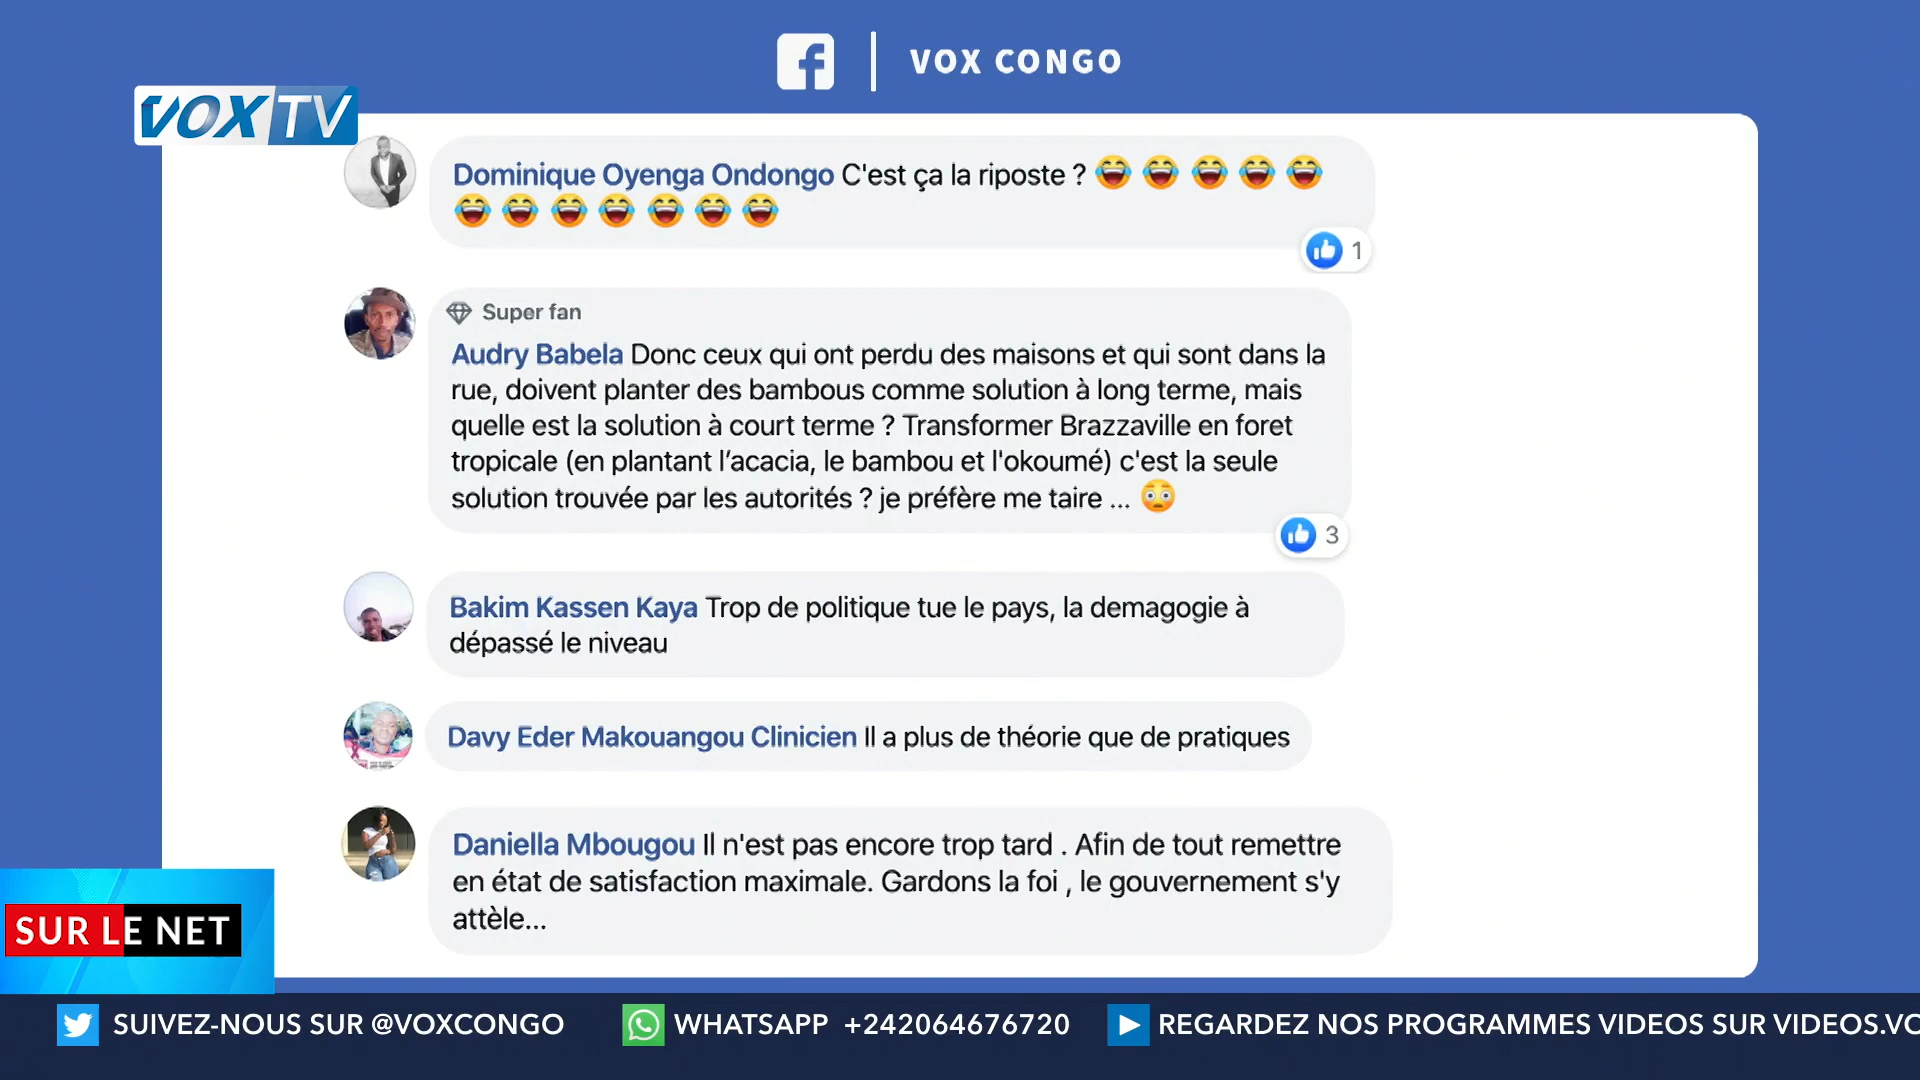 VOX CONGO
VOX TV
Dominique Oyenga Ondongo C'est ça la riposte ? 😂 😂 😂 😂 😂
😂 😂 😂 😂 😂 😂 😂
1
Super fan
Audry Babela Donc ceux qui ont perdu des maisons et qui sont dans la
rue, doivent planter des bambous comme solution à long terme, mais
quelle est la solution à court terme ? Transformer Brazzaville en foret
tropicale (en plantant l’acacia, le bambou et l'okoumé) c'est la seule
solution trouvée par les autorités ? je préfère me taire ... 😳
3
Bakim Kassen Kaya Trop de politique tue le pays, la demagogie à
dépassé le niveau
Davy Eder Makouangou Clinicien Il a plus de théorie que de pratiques
Daniella Mbougou Il n'est pas encore trop tard . Afin de tout remettre
en état de satisfaction maximale. Gardons la foi , le gouvernement s'y
attèle...
SUR LE NET
SUIVEZ-NOUS SUR @VOXCONGO WHATSAPP +242064676720 REGARDEZ NOS PROGRAMMES VIDEOS SUR VIDEOS.VO